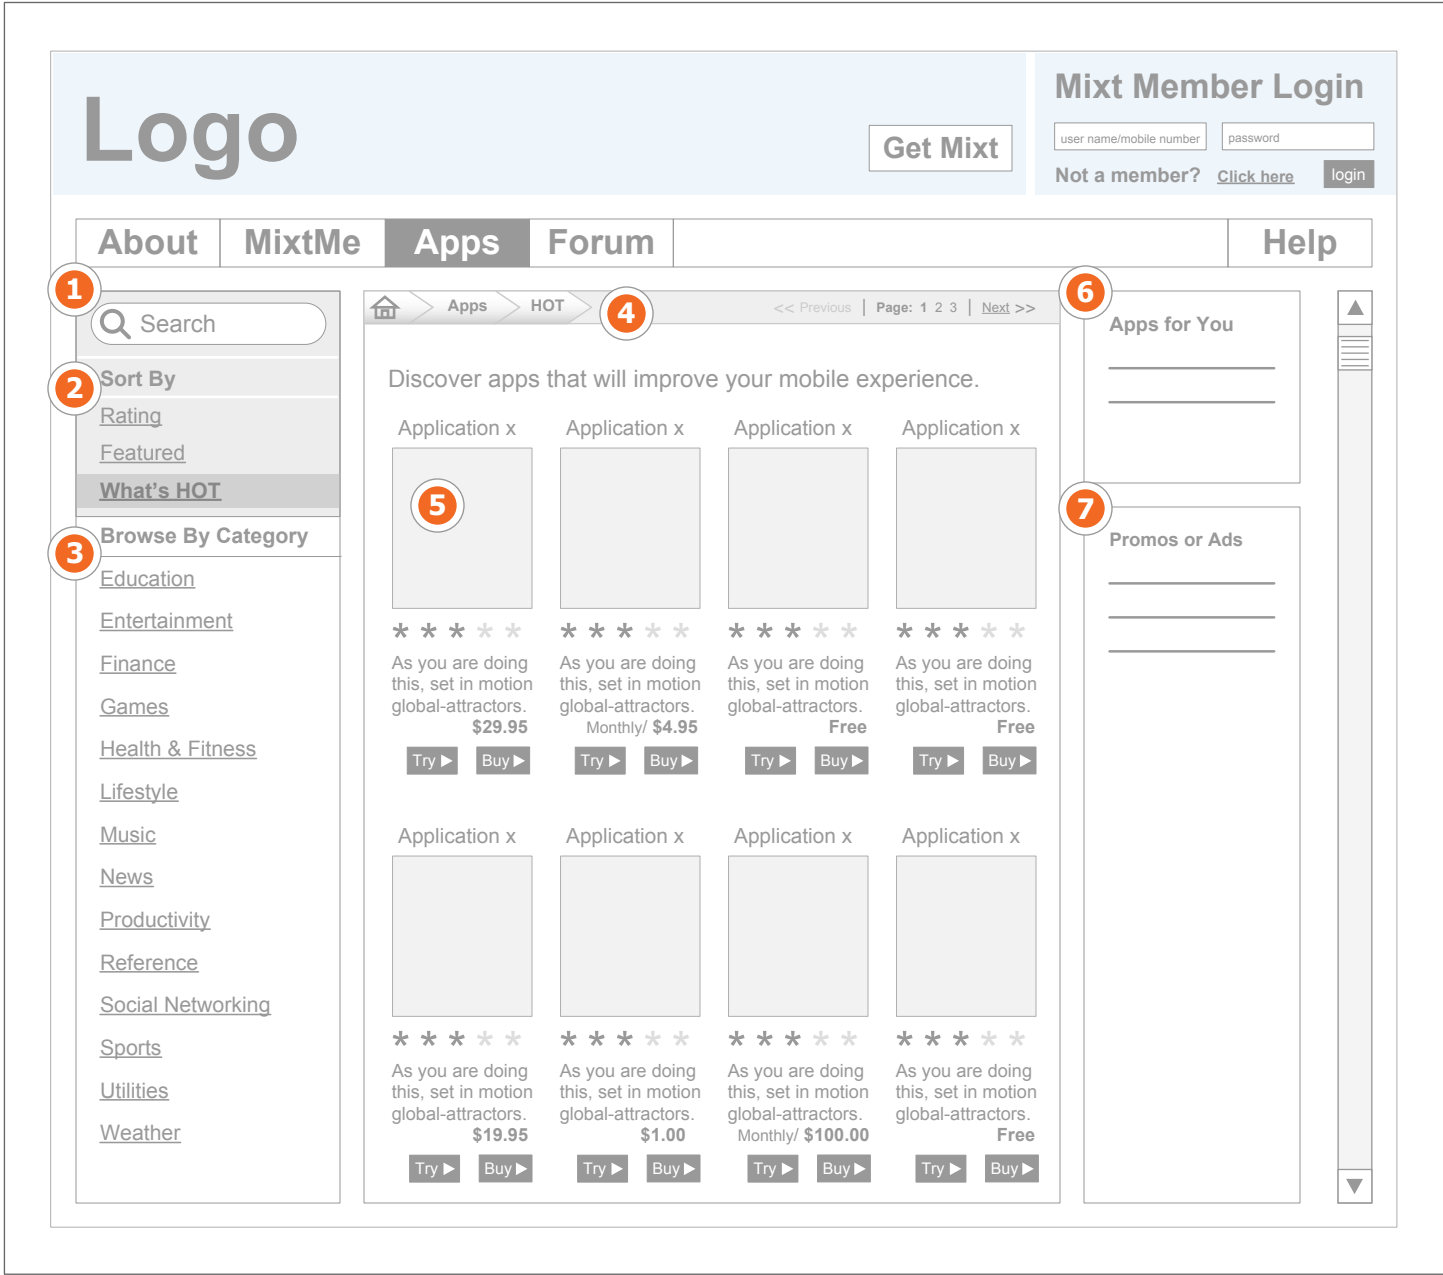 Logo
Get Mixt
Mixt Member Login
user name/mobile number
password
Not a member? Click here
login
About
MixtMe
Apps
Forum
Help
1
Search
2
Sort By
Rating
Featured
What's HOT
3
Browse By Category
Education
Entertainment
Finance
Games
Health & Fitness
Lifestyle
Music
News
Productivity
Reference
Social Networking
Sports
Utilities
Weather
Apps
HOT
4
<< Previous | Page: 1 2 3 | Next >>
Discover apps that will improve your mobile experience.
Application x
5
* * * * *
As you are doing
this, set in motion
global-attractors.
$29.95
Try ▶
Buy ▶
Application x
* * * * *
As you are doing
this, set in motion
global-attractors.
Monthly/ $4.95
Try ▶
Buy ▶
Application x
* * * * *
As you are doing
this, set in motion
global-attractors.
Free
Try ▶
Buy ▶
Application x
* * * * *
As you are doing
this, set in motion
global-attractors.
Free
Try ▶
Buy ▶
Application x
* * * * *
As you are doing
this, set in motion
global-attractors.
$19.95
Try ▶
Buy ▶
Application x
* * * * *
As you are doing
this, set in motion
global-attractors.
$1.00
Try ▶
Buy ▶
Application x
* * * * *
As you are doing
this, set in motion
global-attractors.
Monthly/ $100.00
Try ▶
Buy ▶
Application x
* * * * *
As you are doing
this, set in motion
global-attractors.
Free
Try ▶
Buy ▶
6
Apps for You
7
Promos or Ads